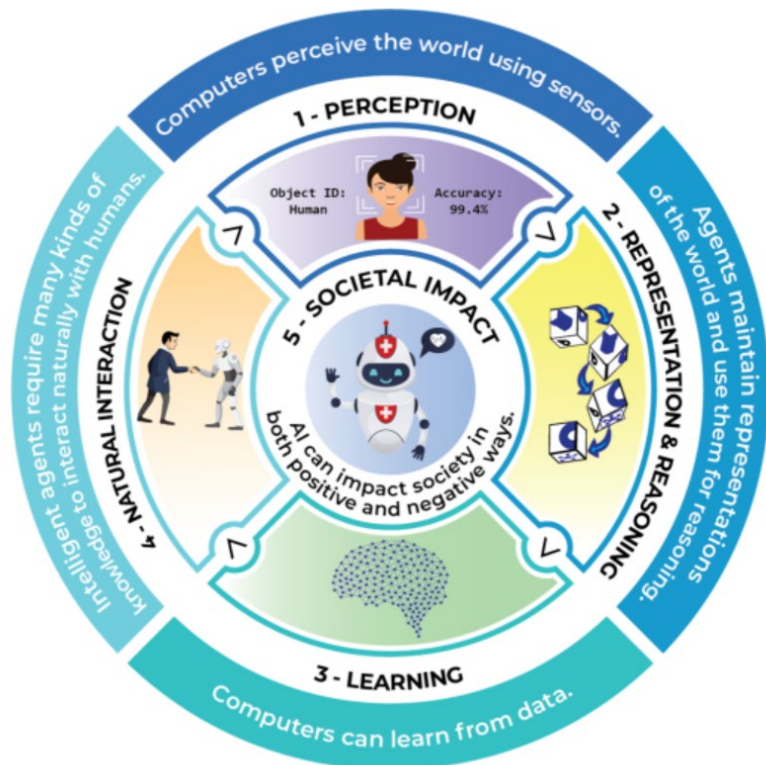 Computers perceive the world using sensors.
1 - PERCEPTION
Object ID:
Human
Accuracy:
99.4%
Agents maintain representations
of the world and use them for reasoning.
2 - REPRESENTATION & REASONING
3 - LEARNING
Computers can learn from data.
Intelligent agents require many kinds of
knowledge to interact naturally with humans.
4 - NATURAL INTERACTION
5 - SOCIETAL IMPACT
AI can impact society in
both positive and negative ways.